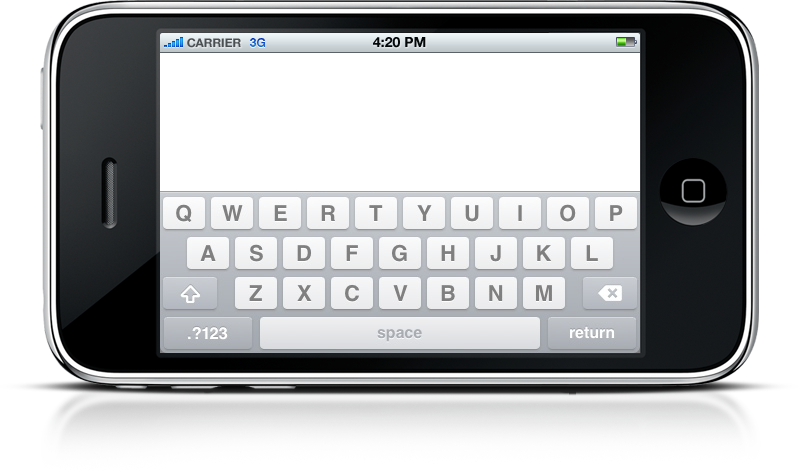 CARRIER 3G 4:20 PM
Q W E R T Y U I O P
A S D F G H J K L
Z X C V B N M
.?123 space return